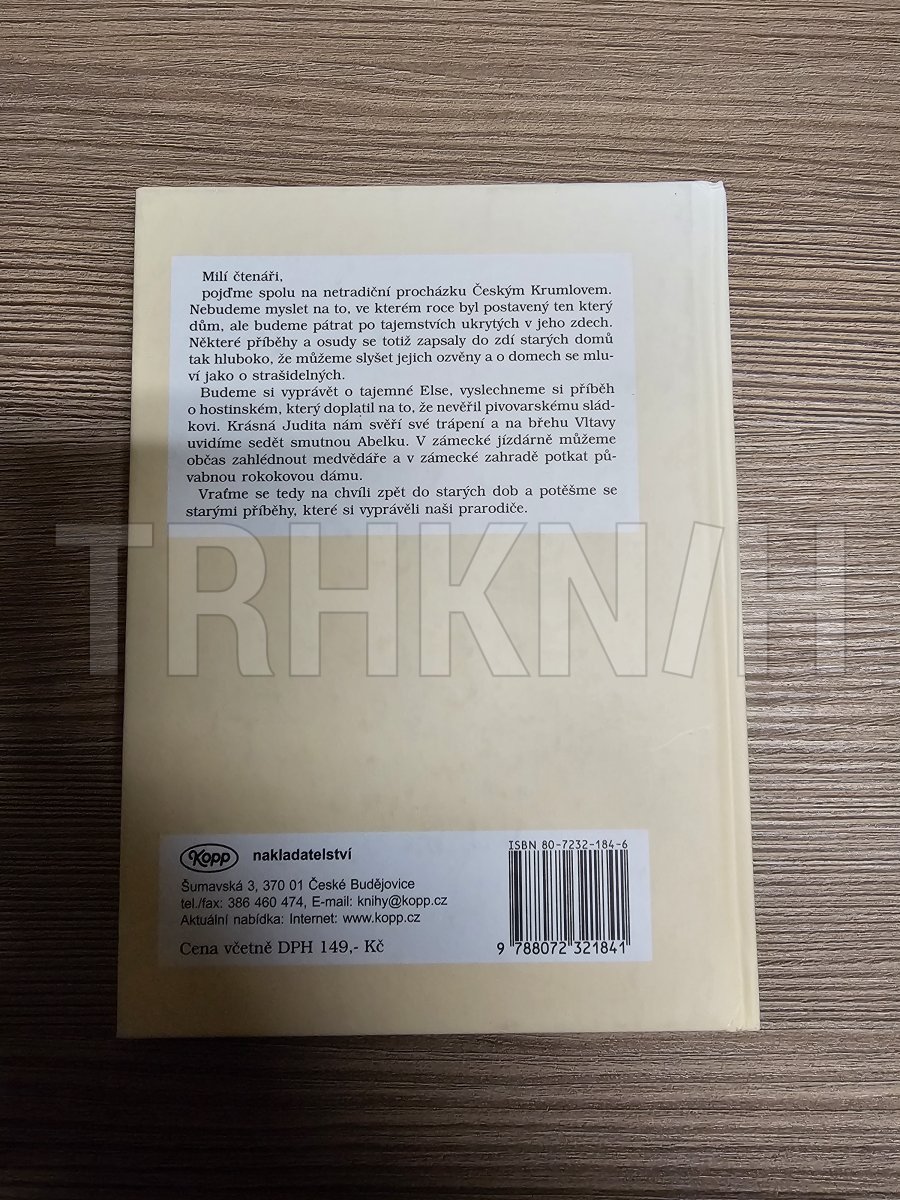 Milí čtenáři,
pojďme spolu na netradiční procházku Českým Krumlovem.
Nebudeme myslet na to, ve kterém roce byl postavený ten který
dům, ale budeme pátrat po tajemstvích ukrytých v jeho zdech.
Některé příběhy a osudy se totiž zapsaly do zdí starých domů
tak hluboko, že můžeme slyšet jejich ozvěny a o domech se mlu-
ví jako o strašidelných.
Budeme si vyprávět o tajemné Else, vyslechneme si příběh
o hostinském, který doplatil na to, že nevěřil pivovarskému slád-
kovi. Krásná Judita nám svěří své trápení a na břehu Vltavy
uvidíme sedět smutnou Abelku. V zámecké jízdárně můžeme
občas zahlédnout medvědáře a v zámecké zahradě potkat pů-
vabnou rokokovou dámu.
Vraťme se tedy na chvíli zpět do starých dob a potěšme se
starými příběhy, které si vyprávěli naši prarodiče.
TRHKN/H
Kopp nakladatelství
Šumavská 3, 370 01 České Budějovice
tel./fax: 386 460 474, E-mail: knihy@kopp.cz
Aktuální nabídka: Internet: www.kopp.cz
Cena včetně DPH 149,- Kč
ISBN 80-7232-184-6
9 788072 321841